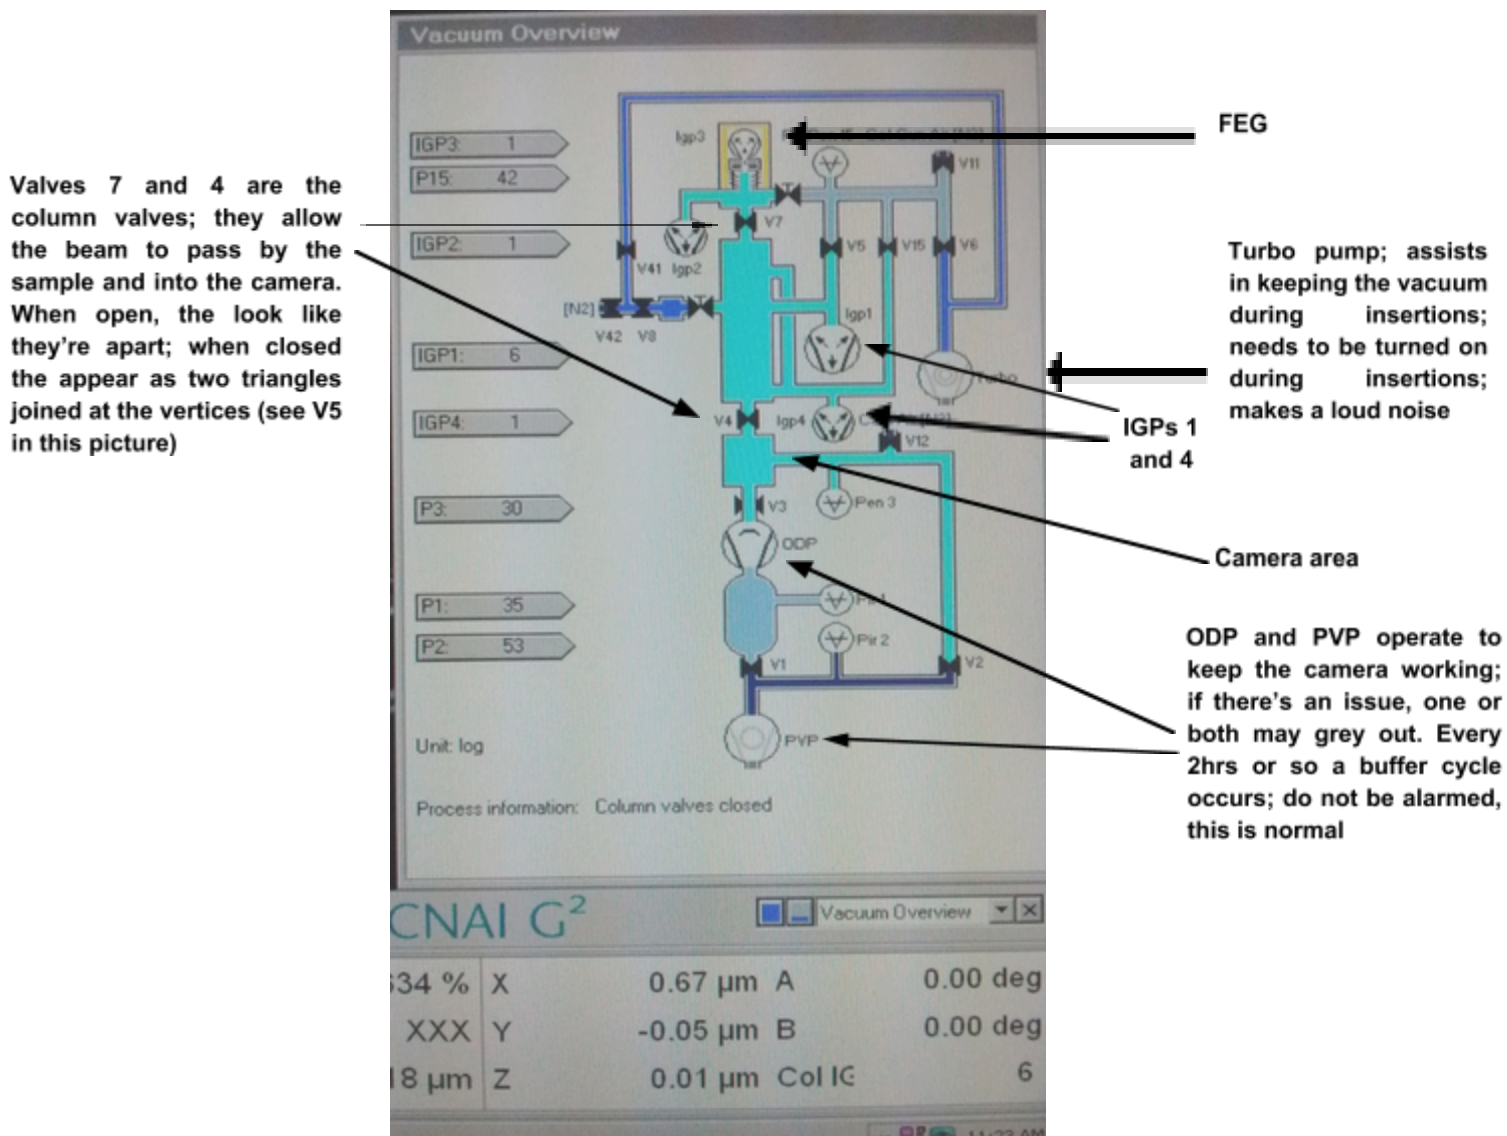 Vacuum Overview
IGP3: 1
P15: 42
IGP2: 1
IGP1: 6
IGP4: 1
P3: 30
P1: 35
P2: 53
Unit: log
Process information: Column valves closed
Igp3
V11
V7
V5
V15
V6
V41
Igp2
[N2]
V42
V8
Igp1
Turbo
V4
Igp4
V12
Pen 3
V3
ODP
Pir 2
V1
V2
PVP
CNAI G²
Vacuum Overview
34 %
X
0.67 µm
A
0.00 deg
XXX
Y
-0.05 µm
B
0.00 deg
18 µm
Z
0.01 µm
Col IG
6
Valves 7 and 4 are the
column valves; they allow
the beam to pass by the
sample and into the camera.
When open, the look like
they're apart; when closed
the appear as two triangles
joined at the vertices (see V5
in this picture)
FEG
Turbo pump; assists
in keeping the vacuum
during insertions;
needs to be turned on
during insertions;
makes a loud noise
IGPs 1
and 4
Camera area
ODP and PVP operate to
keep the camera working;
if there's an issue, one or
both may grey out. Every
2hrs or so a buffer cycle
occurs; do not be alarmed,
this is normal